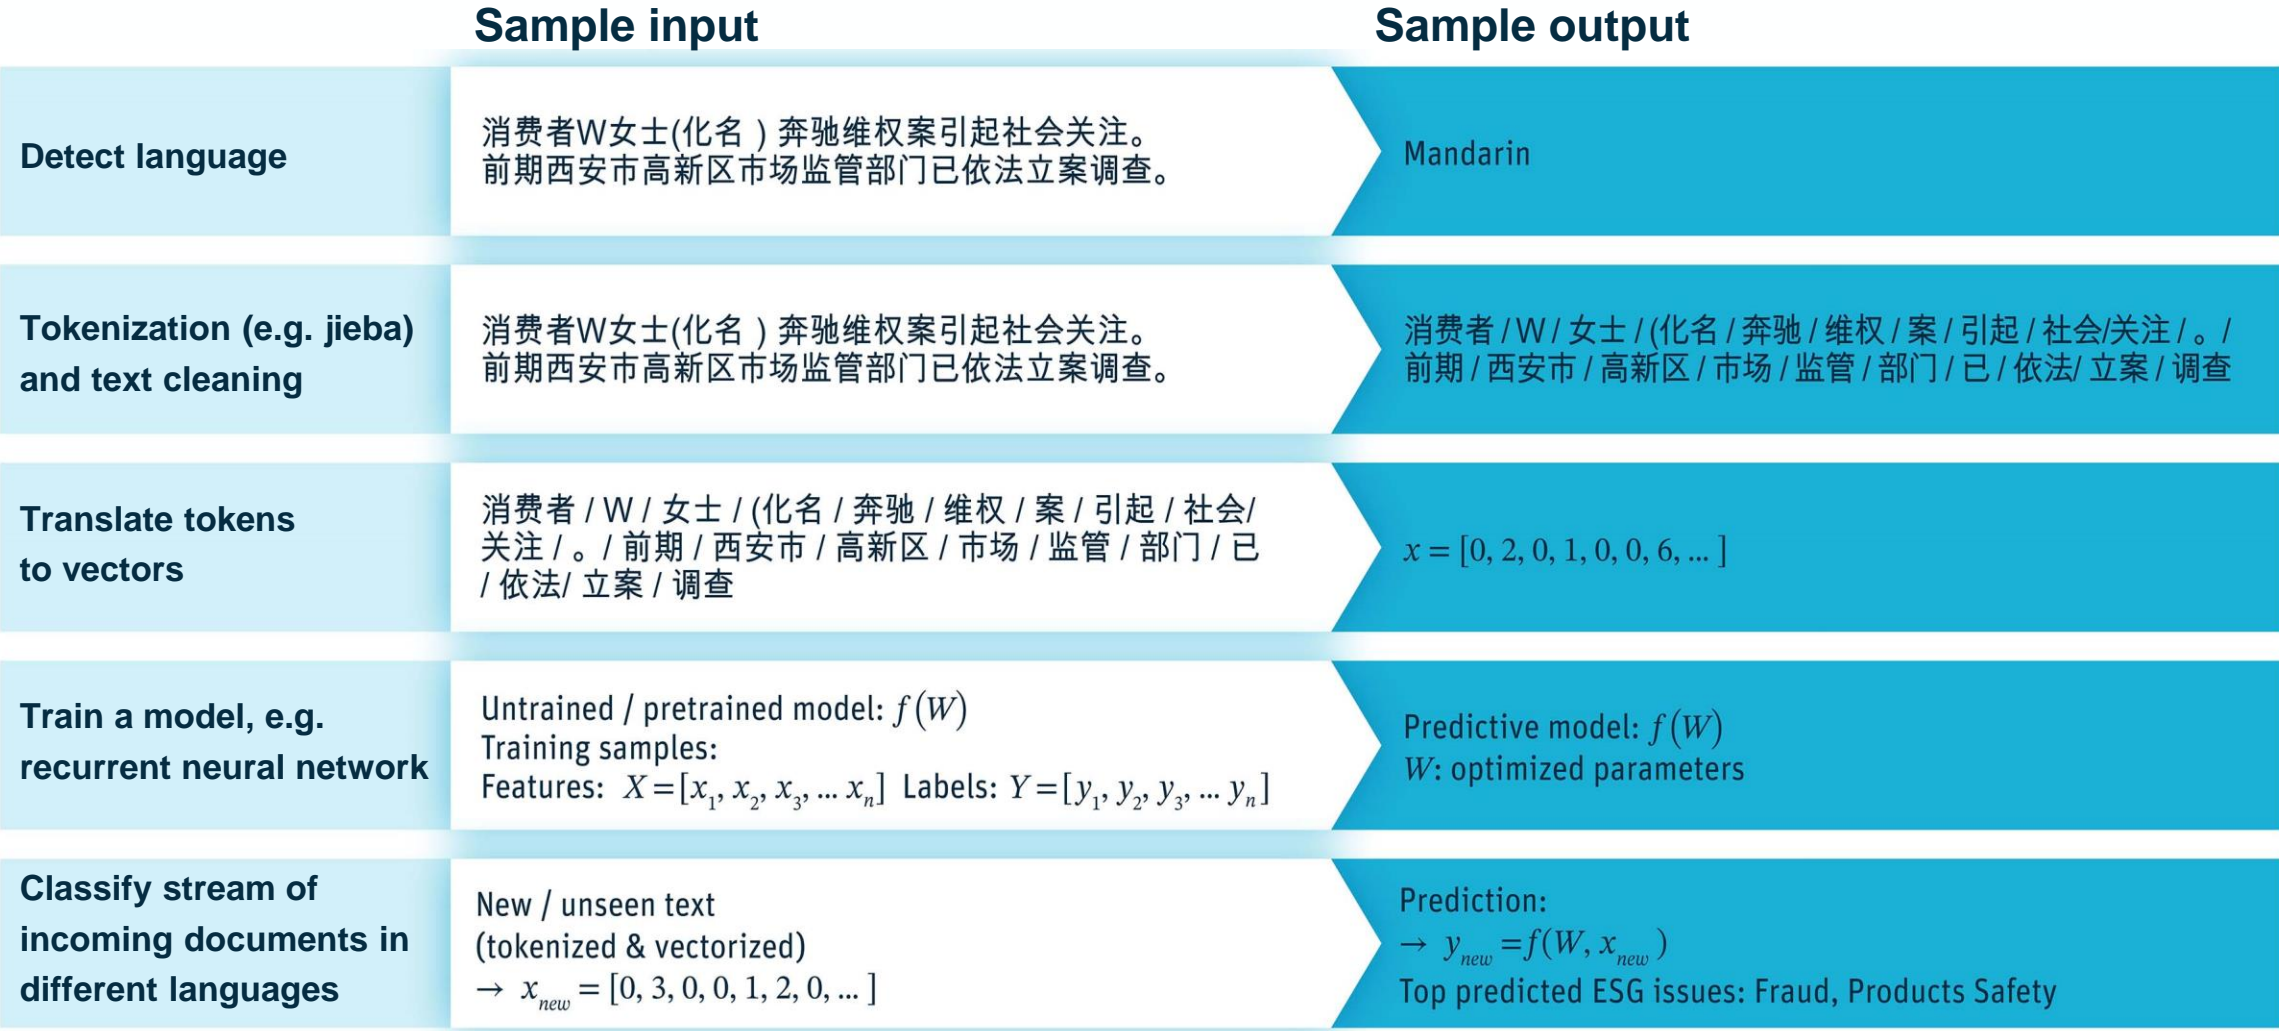 Sample input
Sample output
Detect language
消费者W女士(化名 ) 奔驰维权案引起社会关注。
前期西安市高新区市场监管部门已依法立案调查。
Mandarin
Tokenization (e.g. jieba)
and text cleaning
消费者W女士(化名 ) 奔驰维权案引起社会关注。
前期西安市高新区市场监管部门已依法立案调查。
消费者 / W / 女士 / (化名 / 奔驰 / 维权 / 案 / 引起 / 社会/关注 / 。/
前期 / 西安市 / 高新区 / 市场 / 监管 / 部门 / 已 / 依法/ 立案 / 调查
Translate tokens
to vectors
消费者 / W / 女士 / (化名 / 奔驰 / 维权 / 案 / 引起 / 社会/
关注 / 。/ 前期 / 西安市 / 高新区 / 市场 / 监管 / 部门 / 已
/ 依法/ 立案 / 调查
x = [0, 2, 0, 1, 0, 0, 6, ... ]
Train a model, e.g.
recurrent neural network
Untrained / pretrained model: f(W)
Training samples:
Features: X=[x₁, x₂, x₃, ... xₙ] Labels: Y=[y₁, y₂, y₃, ... yₙ]
Predictive model: f(W)
W: optimized parameters
Classify stream of
incoming documents in
different languages
New / unseen text
(tokenized & vectorized)
→ x_new = [0, 3, 0, 0, 1, 2, 0, ... ]
Prediction:
→ y_new =f(W, x_new )
Top predicted ESG issues: Fraud, Products Safety